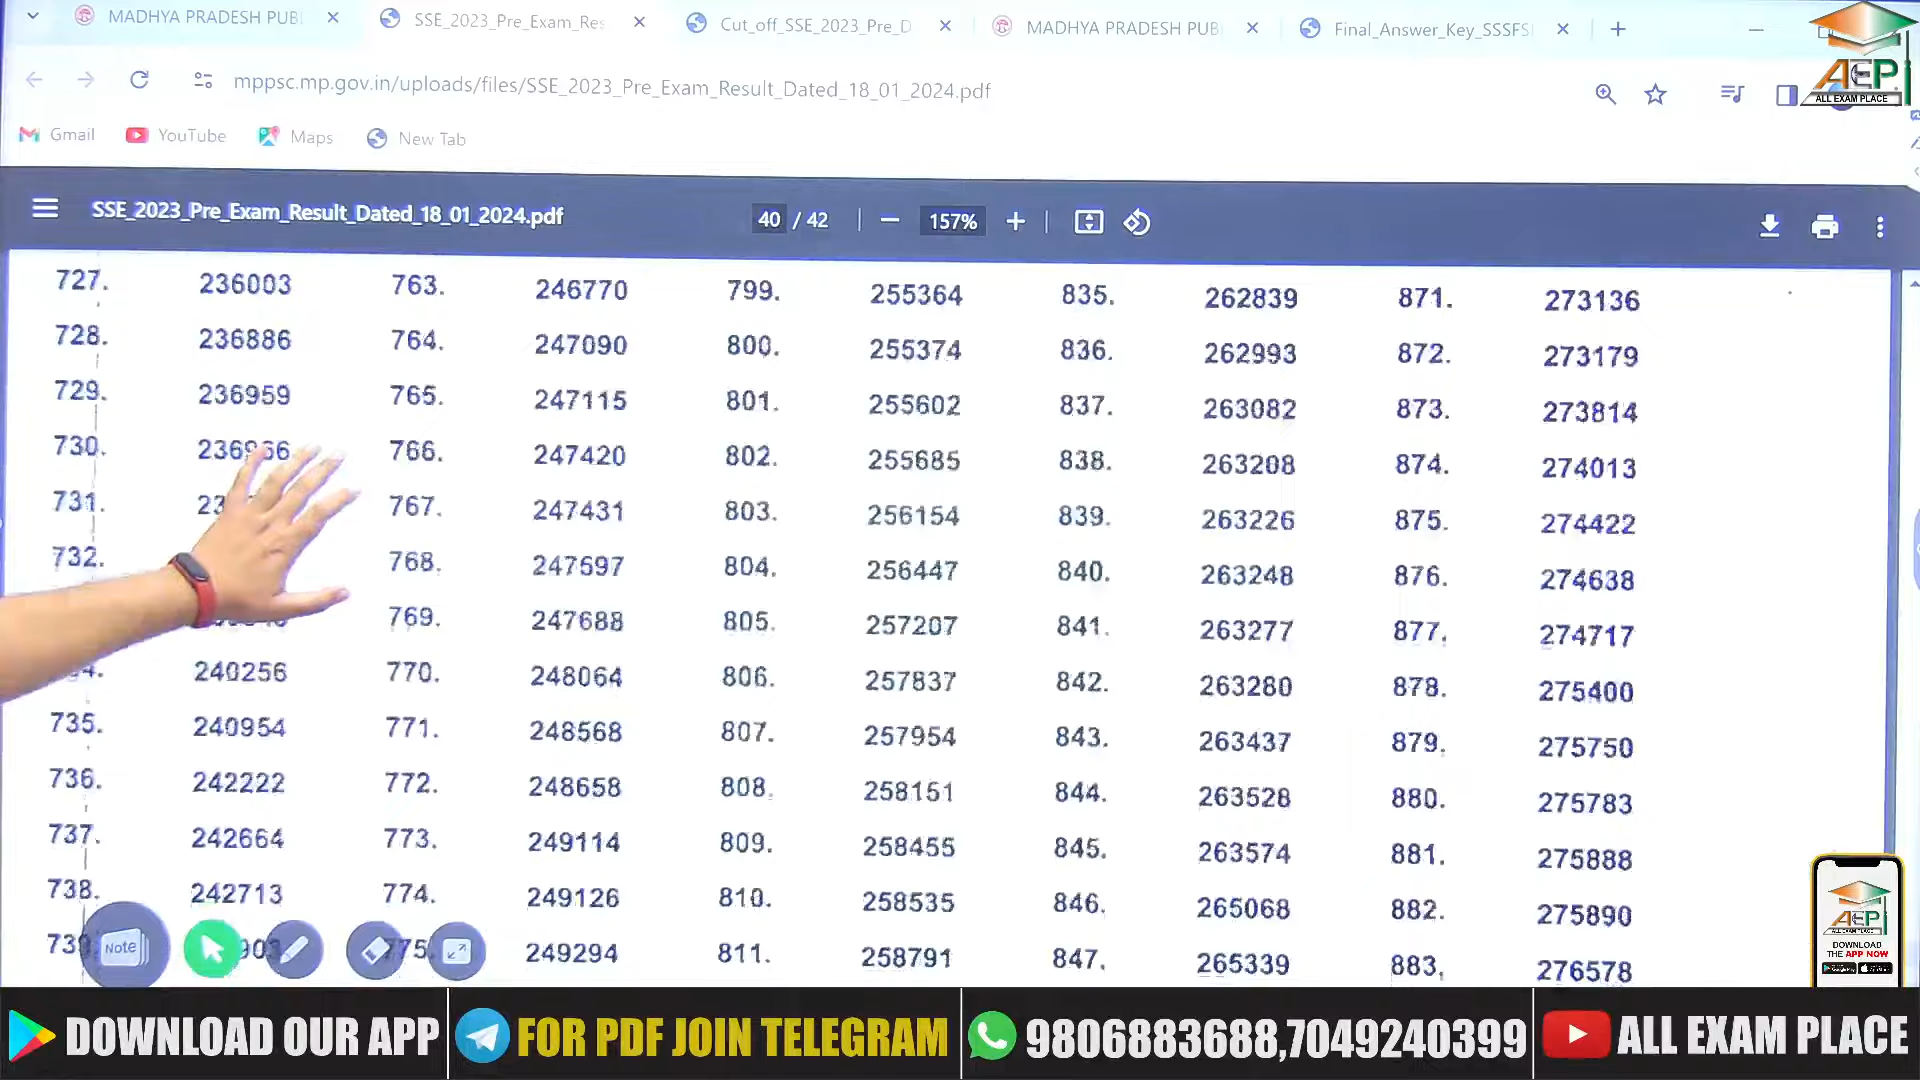 MADHYA PRADESH PUB
SSE_2023_Pre_Exam_Res
Cut_off_SSE_2023_Pre_D
MADHYA PRADESH PUB
Final_Answer_Key_SSSFS
AEP
ALL EXAM PLACE
mppsc.mp.gov.in/uploads/files/SSE_2023_Pre_Exam_Result_Dated_18_01_2024.pdf
Gmail YouTube Maps New Tab
SSE_2023_Pre_Exam_Result_Dated_18_01_2024.pdf 40 / 42 157%
727. 236003 763. 246770 799. 255364 835. 262839 871. 273136
728. 236886 764. 247090 800. 255374 836. 262993 872. 273179
729. 236959 765. 247115 801. 255602 837. 263082 873. 273814
730. 236966 766. 247420 802. 255685 838. 263208 874. 274013
731. 767. 247431 803. 256154 839. 263226 875. 274422
732. 768. 247597 804. 256447 840. 263248 876. 274638
769. 247688 805. 257207 841. 263277 877. 274717
240256 770. 248064 806. 257837 842. 263280 878. 275400
735. 240954 771. 248568 807. 257954 843. 263437 879. 275750
736. 242222 772. 248658 808. 258151 844. 263528 880. 275783
737. 242664 773. 249114 809. 258455 845. 263574 881. 275888
738. 242713 774. 249126 810. 258535 846. 265068 882. 275890
249294 811. 258791 847. 265339 883. 276578
Note
AEP
DOWNLOAD
THE APP NOW
DOWNLOAD OUR APP
FOR PDF JOIN TELEGRAM
9806883688,7049240399
ALL EXAM PLACE